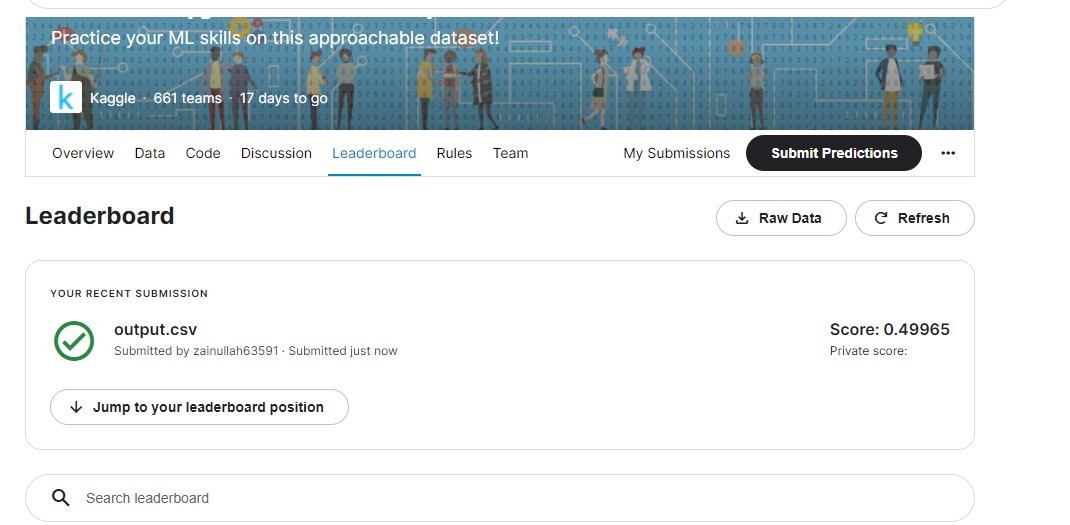 Practice your ML skills on this approachable dataset!
k
Kaggle · 661 teams · 17 days to go
Overview Data Code Discussion Leaderboard Rules Team My Submissions Submit Predictions ...
Leaderboard
Raw Data Refresh
YOUR RECENT SUBMISSION
output.csv
Submitted by zainullah63591 · Submitted just now
Score: 0.49965
Private score:
Jump to your leaderboard position
Search leaderboard